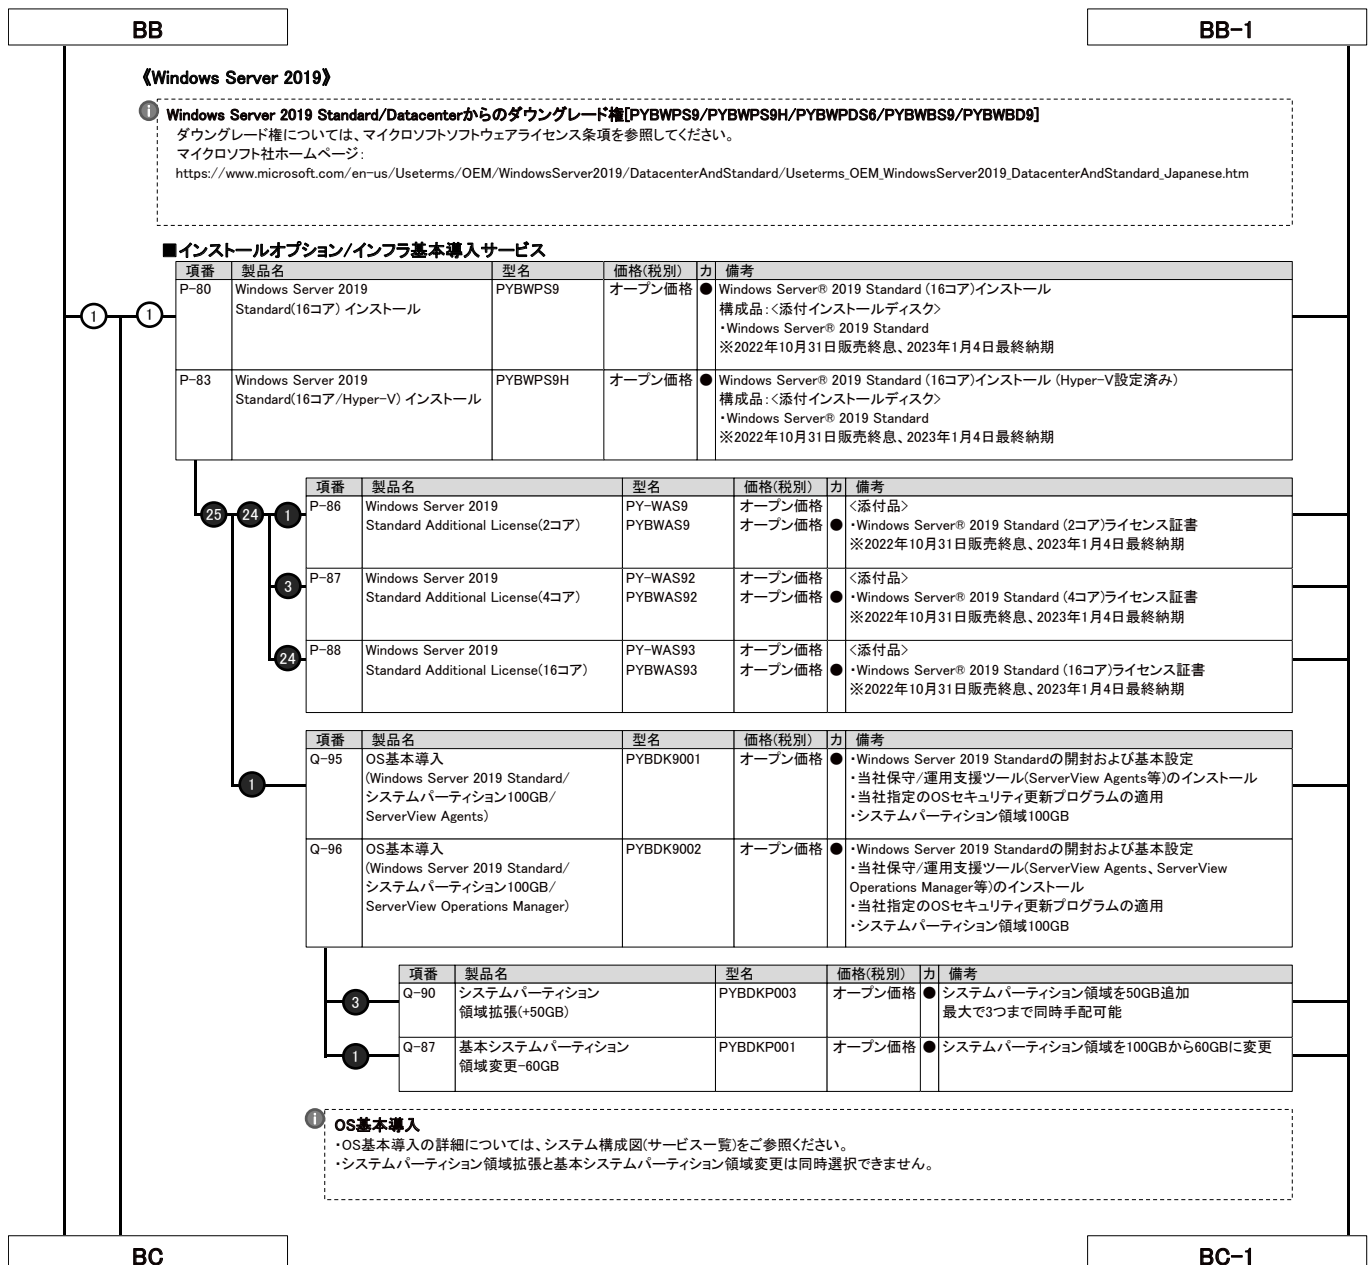 BB
BB-1
《Windows Server 2019》
Windows Server 2019 Standard/Datacenterからのダウングレード権[PYBWPS9/PYBWPS9H/PYBWPDS6/PYBWBS9/PYBWBD9]
ダウングレード権については、マイクロソフトソフトウェアライセンス条項を参照してください。
マイクロソフト社ホームページ:
https://www.microsoft.com/en-us/Useterms/OEM/WindowsServer2019/DatacenterAndStandard/Useterms_OEM_WindowsServer2019_DatacenterAndStandard_Japanese.htm
■インストールオプション/インフラ基本導入サービス
項番 製品名 型名 価格(税別) カ 備考
P-80 Windows Server 2019 PYBWPS9 オープン価格 ● Windows Server® 2019 Standard (16コア)インストール
1 1 Standard(16コア) インストール 構成品:<添付インストールディスク>
・Windows Server® 2019 Standard
※2022年10月31日販売終息、2023年1月4日最終納期
P-83 Windows Server 2019 PYBWPS9H オープン価格 ● Windows Server® 2019 Standard (16コア)インストール (Hyper-V設定済み)
Standard(16コア/Hyper-V) インストール 構成品:<添付インストールディスク>
・Windows Server® 2019 Standard
※2022年10月31日販売終息、2023年1月4日最終納期
項番 製品名 型名 価格(税別) カ 備考
25 24 1 P-86 Windows Server 2019 PY-WAS9 オープン価格 <添付品>
Standard Additional License(2コア) PYBWAS9 オープン価格 ● ・Windows Server® 2019 Standard (2コア)ライセンス証書
※2022年10月31日販売終息、2023年1月4日最終納期
3 P-87 Windows Server 2019 PY-WAS92 オープン価格 <添付品>
Standard Additional License(4コア) PYBWAS92 オープン価格 ● ・Windows Server® 2019 Standard (4コア)ライセンス証書
※2022年10月31日販売終息、2023年1月4日最終納期
24 P-88 Windows Server 2019 PY-WAS93 オープン価格 <添付品>
Standard Additional License(16コア) PYBWAS93 オープン価格 ● ・Windows Server® 2019 Standard (16コア)ライセンス証書
※2022年10月31日販売終息、2023年1月4日最終納期
項番 製品名 型名 価格(税別) カ 備考
Q-95 OS基本導入 PYBDK9001 オープン価格 ● ・Windows Server 2019 Standardの開封および基本設定
1 (Windows Server 2019 Standard/ ・当社保守/運用支援ツール(ServerView Agents等)のインストール
システムパーティション100GB/ ・当社指定のOSセキュリティ更新プログラムの適用
ServerView Agents) ・システムパーティション領域100GB
Q-96 OS基本導入 PYBDK9002 オープン価格 ● ・Windows Server 2019 Standardの開封および基本設定
(Windows Server 2019 Standard/ ・当社保守/運用支援ツール(ServerView Agents、ServerView
システムパーティション100GB/ Operations Manager等)のインストール
ServerView Operations Manager) ・当社指定のOSセキュリティ更新プログラムの適用
・システムパーティション領域100GB
項番 製品名 型名 価格(税別) カ 備考
3 Q-90 システムパーティション PYBDKP003 オープン価格 ● システムパーティション領域を50GB追加
領域拡張(+50GB) 最大で3つまで同時手配可能
1 Q-87 基本システムパーティション PYBDKP001 オープン価格 ● システムパーティション領域を100GBから60GBに変更
領域変更-60GB
OS基本導入
・OS基本導入の詳細については、システム構成図(サービス一覧)をご参照ください。
・システムパーティション領域拡張と基本システムパーティション領域変更は同時選択できません。
BC
BC-1